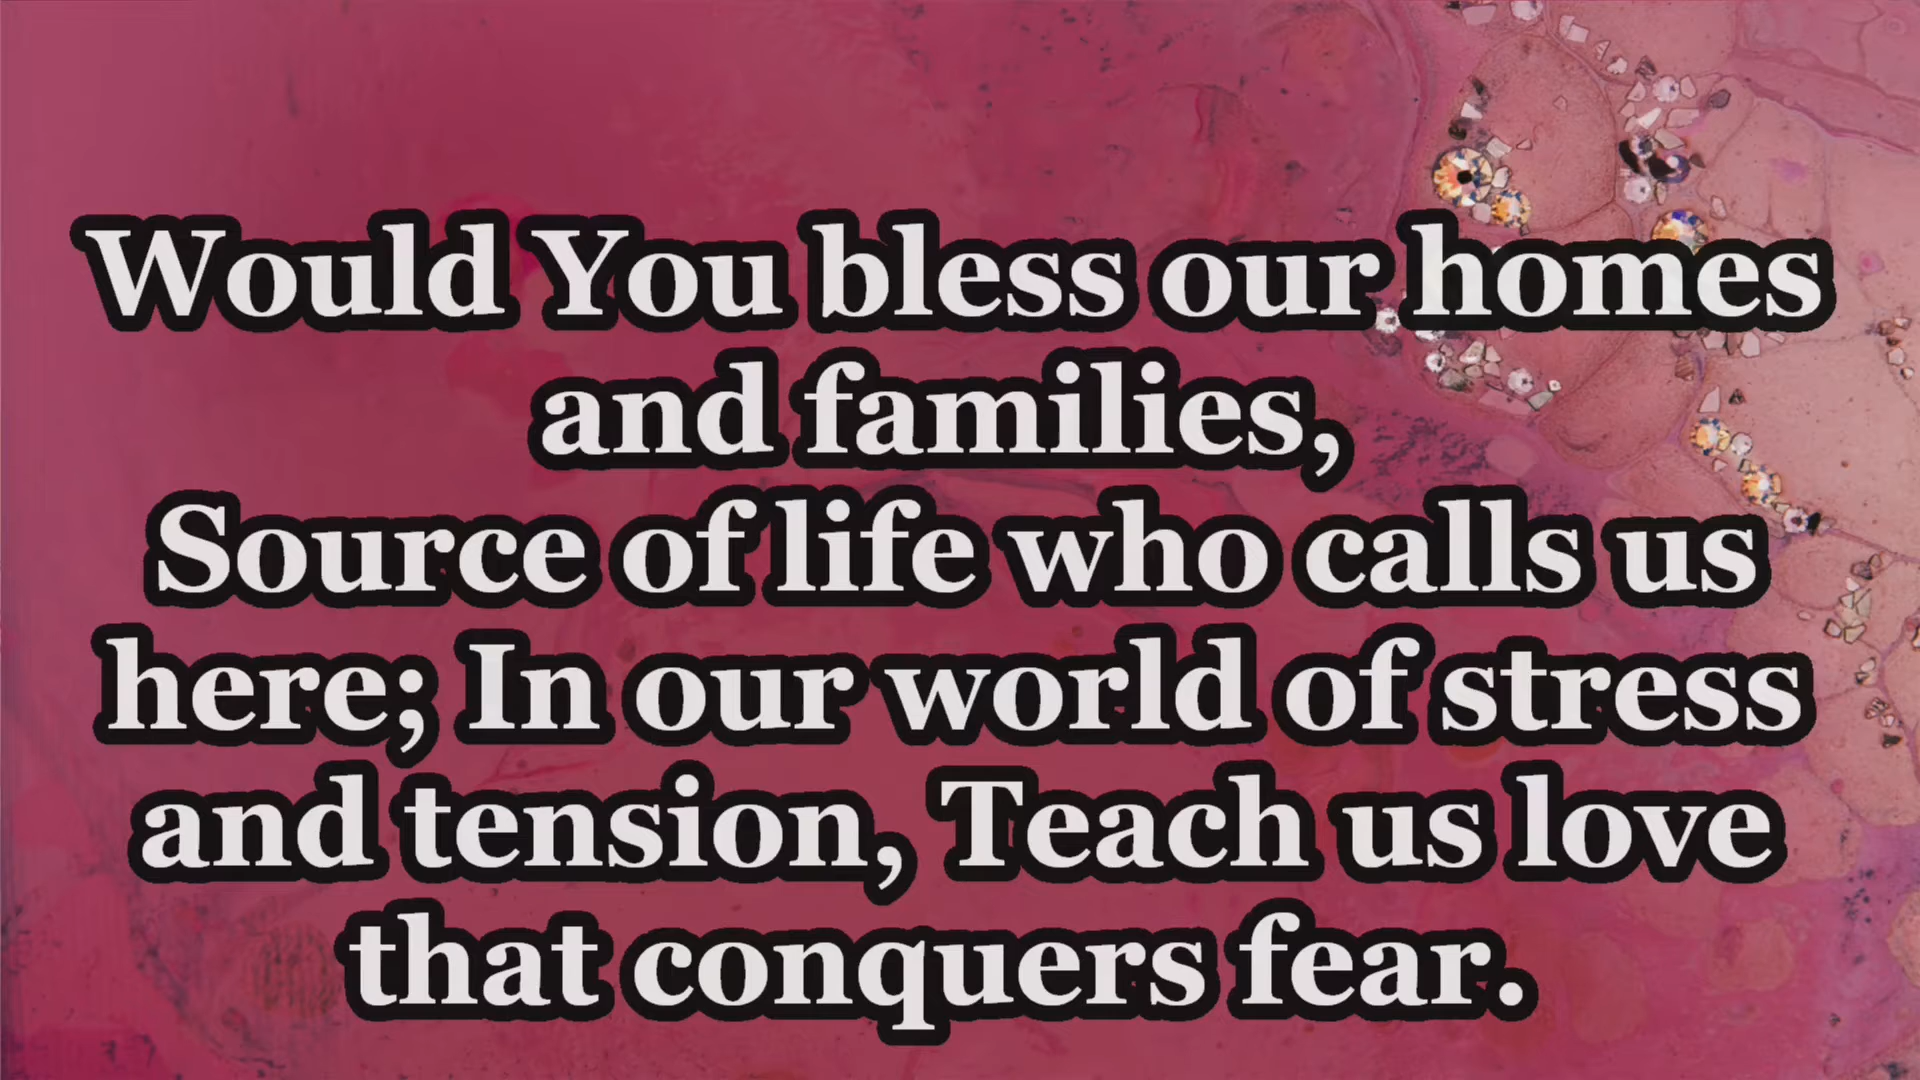 Would You bless our homes
and families,
Source of life who calls us
here; In our world of stress
and tension, Teach us love
that conquers fear.